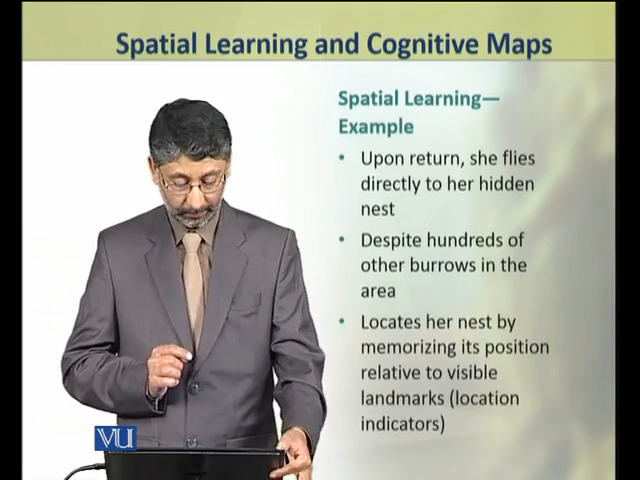 Spatial Learning and Cognitive Maps
Spatial Learning—
Example
• Upon return, she flies
directly to her hidden
nest
• Despite hundreds of
other burrows in the
area
• Locates her nest by
memorizing its position
relative to visible
landmarks (location
indicators)
VU